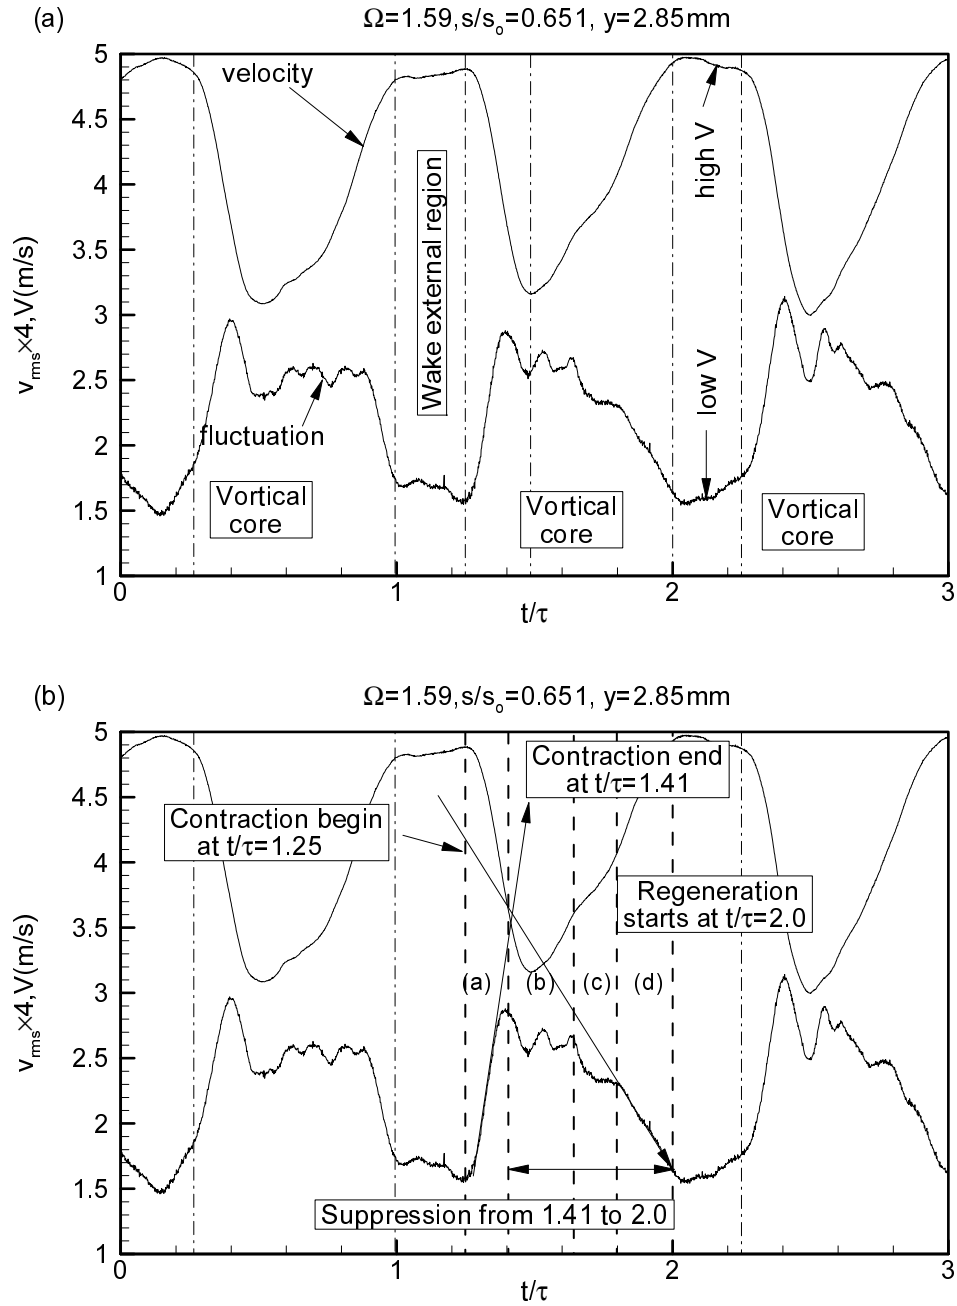 (a)
Ω=1.59,s/sₒ=0.651, y=2.85mm
5
4.5
4
3.5
3
2.5
2
1.5
1
vᵣₘₛ×4,V(m/s)
velocity
Wake external region
high V
low V
fluctuation
Vortical
core
Vortical
core
Vortical
core
0
1
2
3
t/τ
(b)
Ω=1.59,s/sₒ=0.651, y=2.85mm
5
4.5
4
3.5
3
2.5
2
1.5
1
vᵣₘₛ×4,V(m/s)
Contraction end
at t/τ=1.41
Contraction begin
at t/τ=1.25
Regeneration
starts at t/τ=2.0
(a)
(b)
(c)
(d)
Suppression from 1.41 to 2.0
0
1
2
3
t/τ